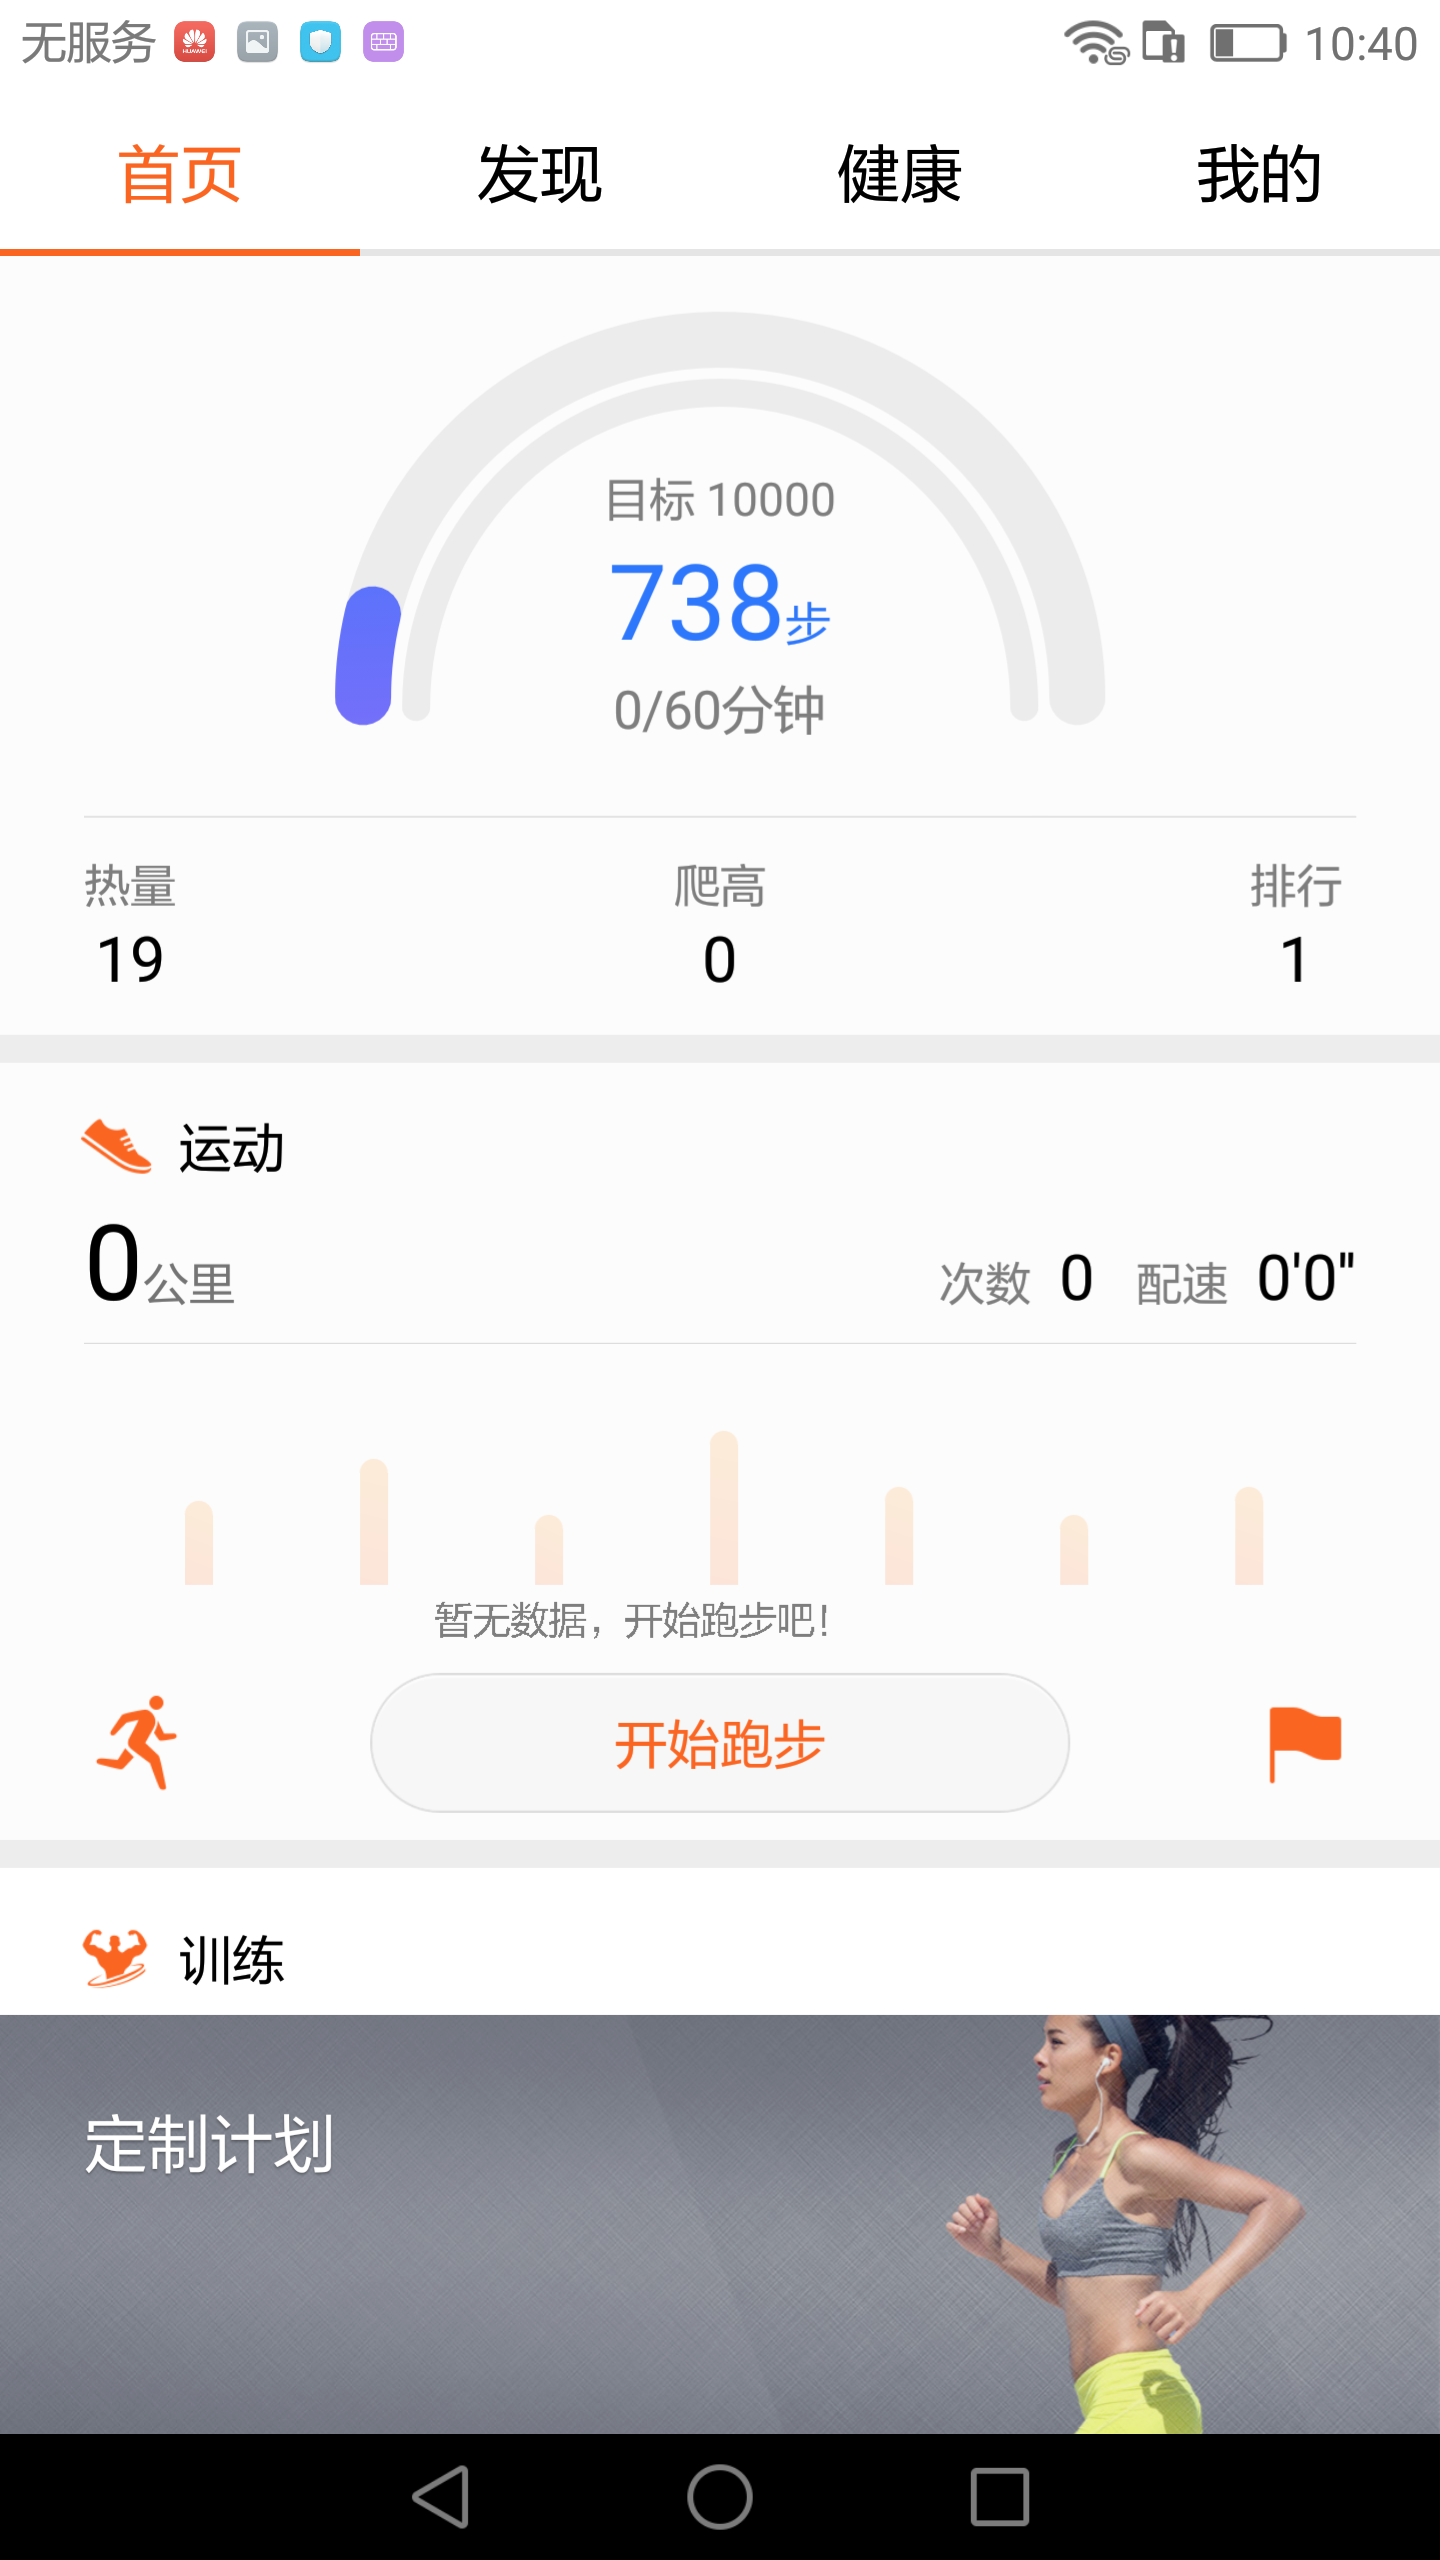 无服务 HUAWEI 10:40
首页 发现 健康 我的
目标 10000
738步
0/60分钟
热量 爬高 排行
19 0 1
运动
0公里 次数 0 配速 0'0"
暂无数据，开始跑步吧！
开始跑步
训练
定制计划